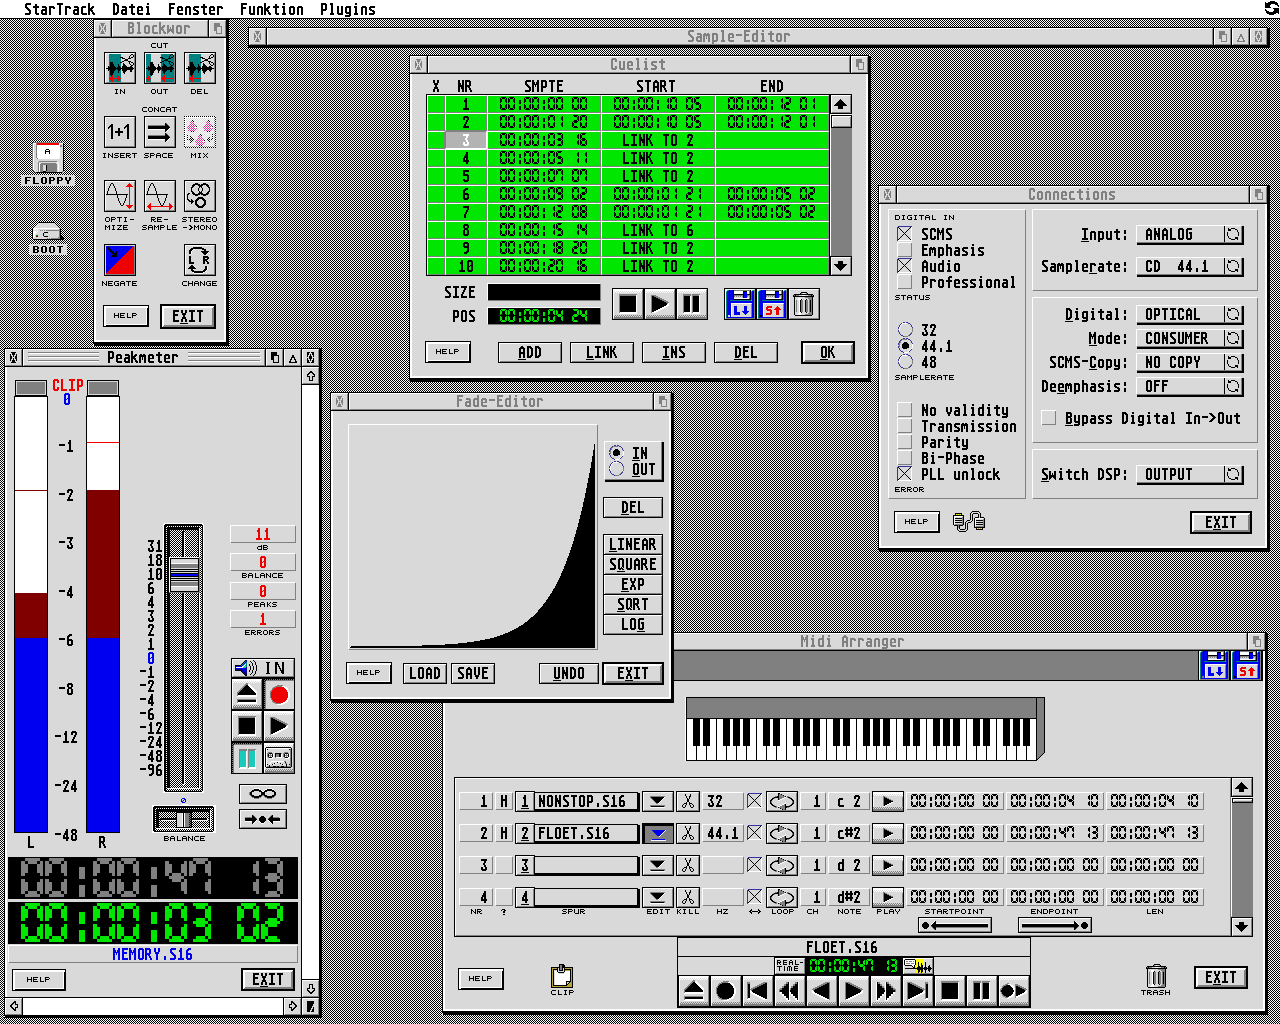 StarTrack Datei Fenster Funktion Plugins
Blockwor
CUT
IN OUT DEL
CONCAT
1+1
INSERT SPACE MIX
OPTI- RE- STEREO
MIZE SAMPLE ->MONO
L R
NEGATE CHANGE
HELP EXIT
A
FLOPPY
C
BOOT
Sample-Editor
Cuelist
X NR SMPTE START END
1 00:00:00 00 00:00:10 05 00:00:12 01
2 00:00:01 20 00:00:10 05 00:00:12 01
3 00:00:03 16 LINK TO 2
4 00:00:05 11 LINK TO 2
5 00:00:07 07 LINK TO 2
6 00:00:09 02 00:00:01 21 00:00:05 02
7 00:00:12 08 00:00:01 21 00:00:05 02
8 00:00:15 14 LINK TO 6
9 00:00:18 20 LINK TO 2
10 00:00:20 16 LINK TO 2
SIZE
POS 00:00:04 24
L S
HELP ADD LINK INS DEL OK
Connections
DIGITAL IN
SCMS
Emphasis
Audio
Professional
STATUS
32
44.1
48
SAMPLERATE
No validity
Transmission
Parity
Bi-Phase
PLL unlock
ERROR
Input: ANALOG
Samplerate: CD 44.1
Digital: OPTICAL
Mode: CONSUMER
SCMS-Copy: NO COPY
Deemphasis: OFF
Bypass Digital In->Out
Switch DSP: OUTPUT
HELP EXIT
Peakmeter
CLIP
0
-1
-2
-3
-4
-6
-8
-12
-24
-48
L R
31
18
10
6
4
3
2
1
0
-1
-2
-4
-6
-12
-24
-48
-96
0
BALANCE
11
dB
0
BALANCE
0
PEAKS
1
ERRORS
IN
00:00:47 13
00:00:03 02
MEMORY.S16
HELP EXIT
Fade-Editor
IN
OUT
DEL
LINEAR
SQUARE
EXP
SQRT
LOG
HELP LOAD SAVE UNDO EXIT
Midi Arranger
L S
1 H 1 NONSTOP.S16 32 1 c 2 00:00:00 00 00:00:04 10 00:00:04 10
2 H 2 FLOET.S16 44.1 1 c#2 00:00:00 00 00:00:47 13 00:00:47 13
3 3 1 d 2 00:00:00 00 00:00:00 00 00:00:00 00
4 4 1 d#2 00:00:00 00 00:00:00 00 00:00:00 00
NR ? SPUR EDIT KILL HZ <-> LOOP CH NOTE PLAY STARTPOINT ENDPOINT LEN
FLOET.S16
REAL-
TIME 00:00:47 13
HELP CLIP TRASH EXIT